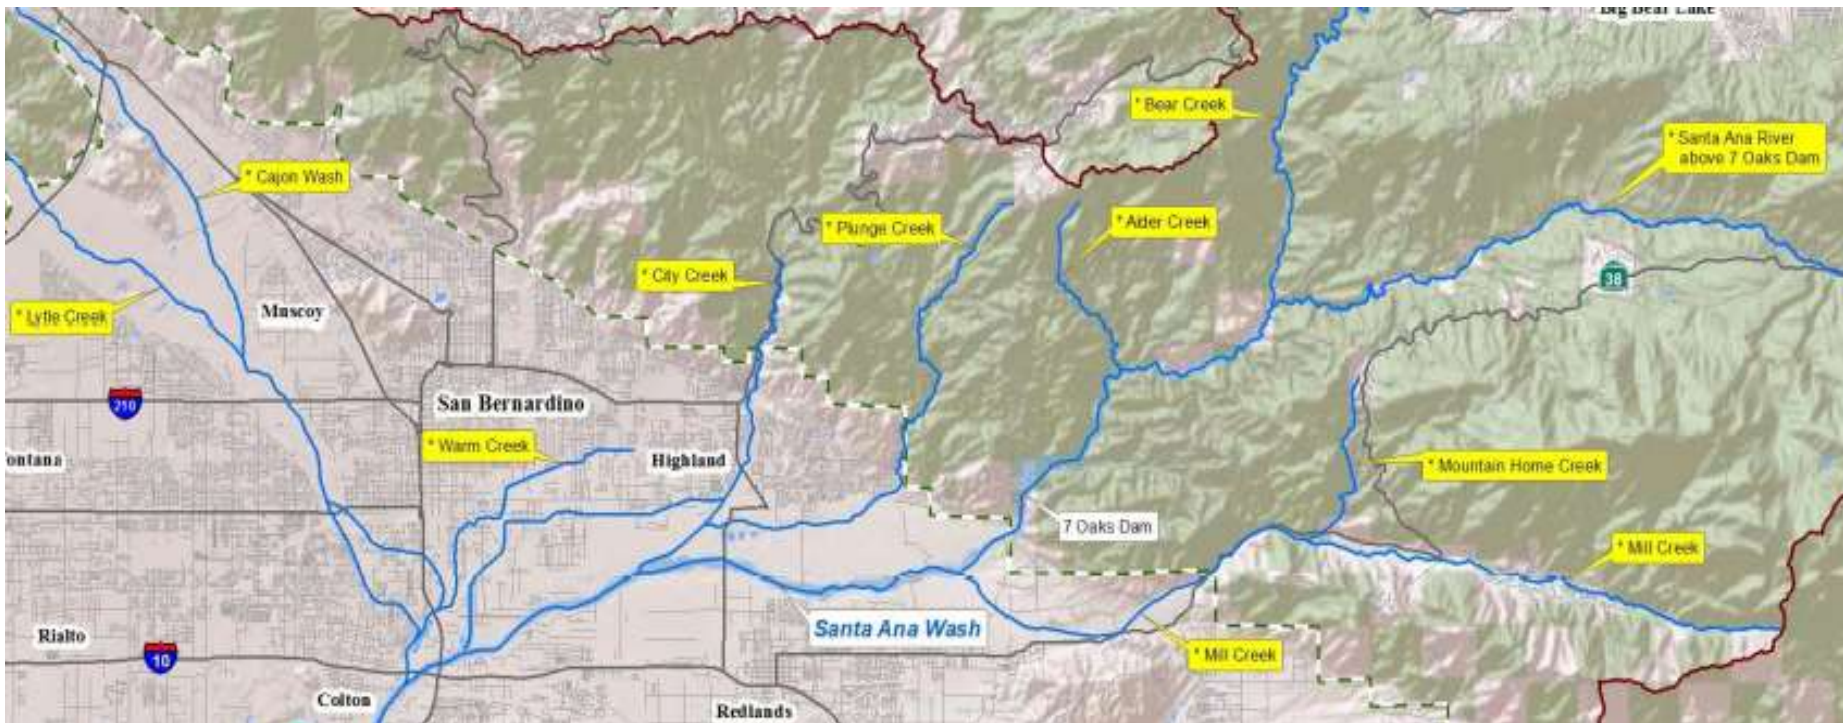 Big Bear Lake
* Bear Creek
* Santa Ana River
above 7 Oaks Dam
* Cajon Wash
* Plunge Creek
* Alder Creek
* City Creek
38
* Lytle Creek
Muscoy
210
San Bernardino
* Warm Creek
Highland
ontana
* Mountain Home Creek
7 Oaks Dam
* Mill Creek
Santa Ana Wash
Rialto
10
* Mill Creek
Colton
Redlands